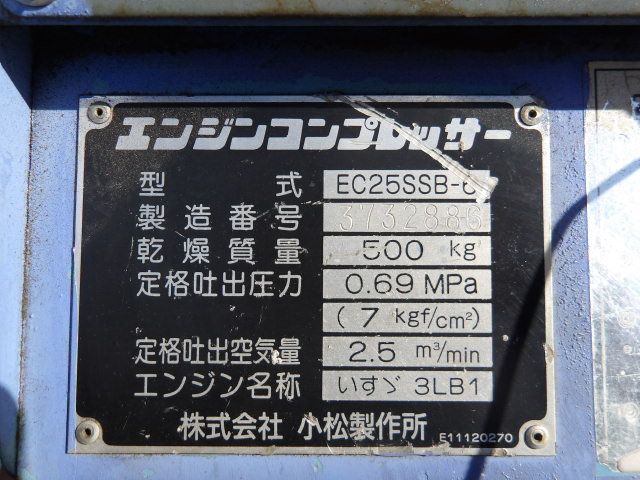 エンジンコンプレッサー
型式 EC25SSB-6
製造番号
乾燥質量 500 kg
定格吐出圧力 0.69 MPa
(7 kgf/cm²)
定格吐出空気量 2.5 m³/min
エンジン名称 いすゞ 3LB1
株式会社 小松製作所 E11120270